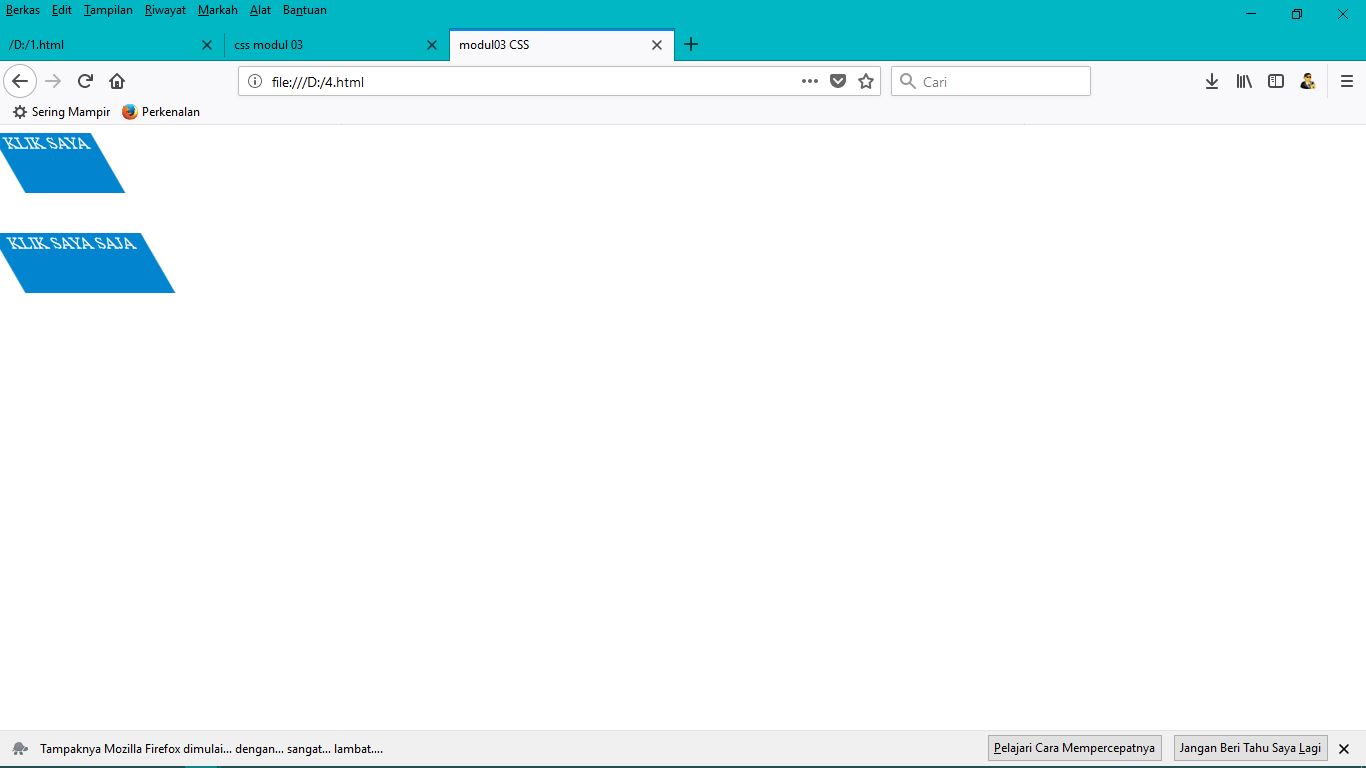 Berkas Edit Tampilan Riwayat Markah Alat Bantuan
/D:/1.html css modul 03 modul03 CSS
file:///D:/4.html Cari
Sering Mampir Perkenalan
KLIK SAYA
KLIK SAYA SAJA
Tampaknya Mozilla Firefox dimulai... dengan... sangat... lambat.... Pelajari Cara Mempercepatnya Jangan Beri Tahu Saya Lagi